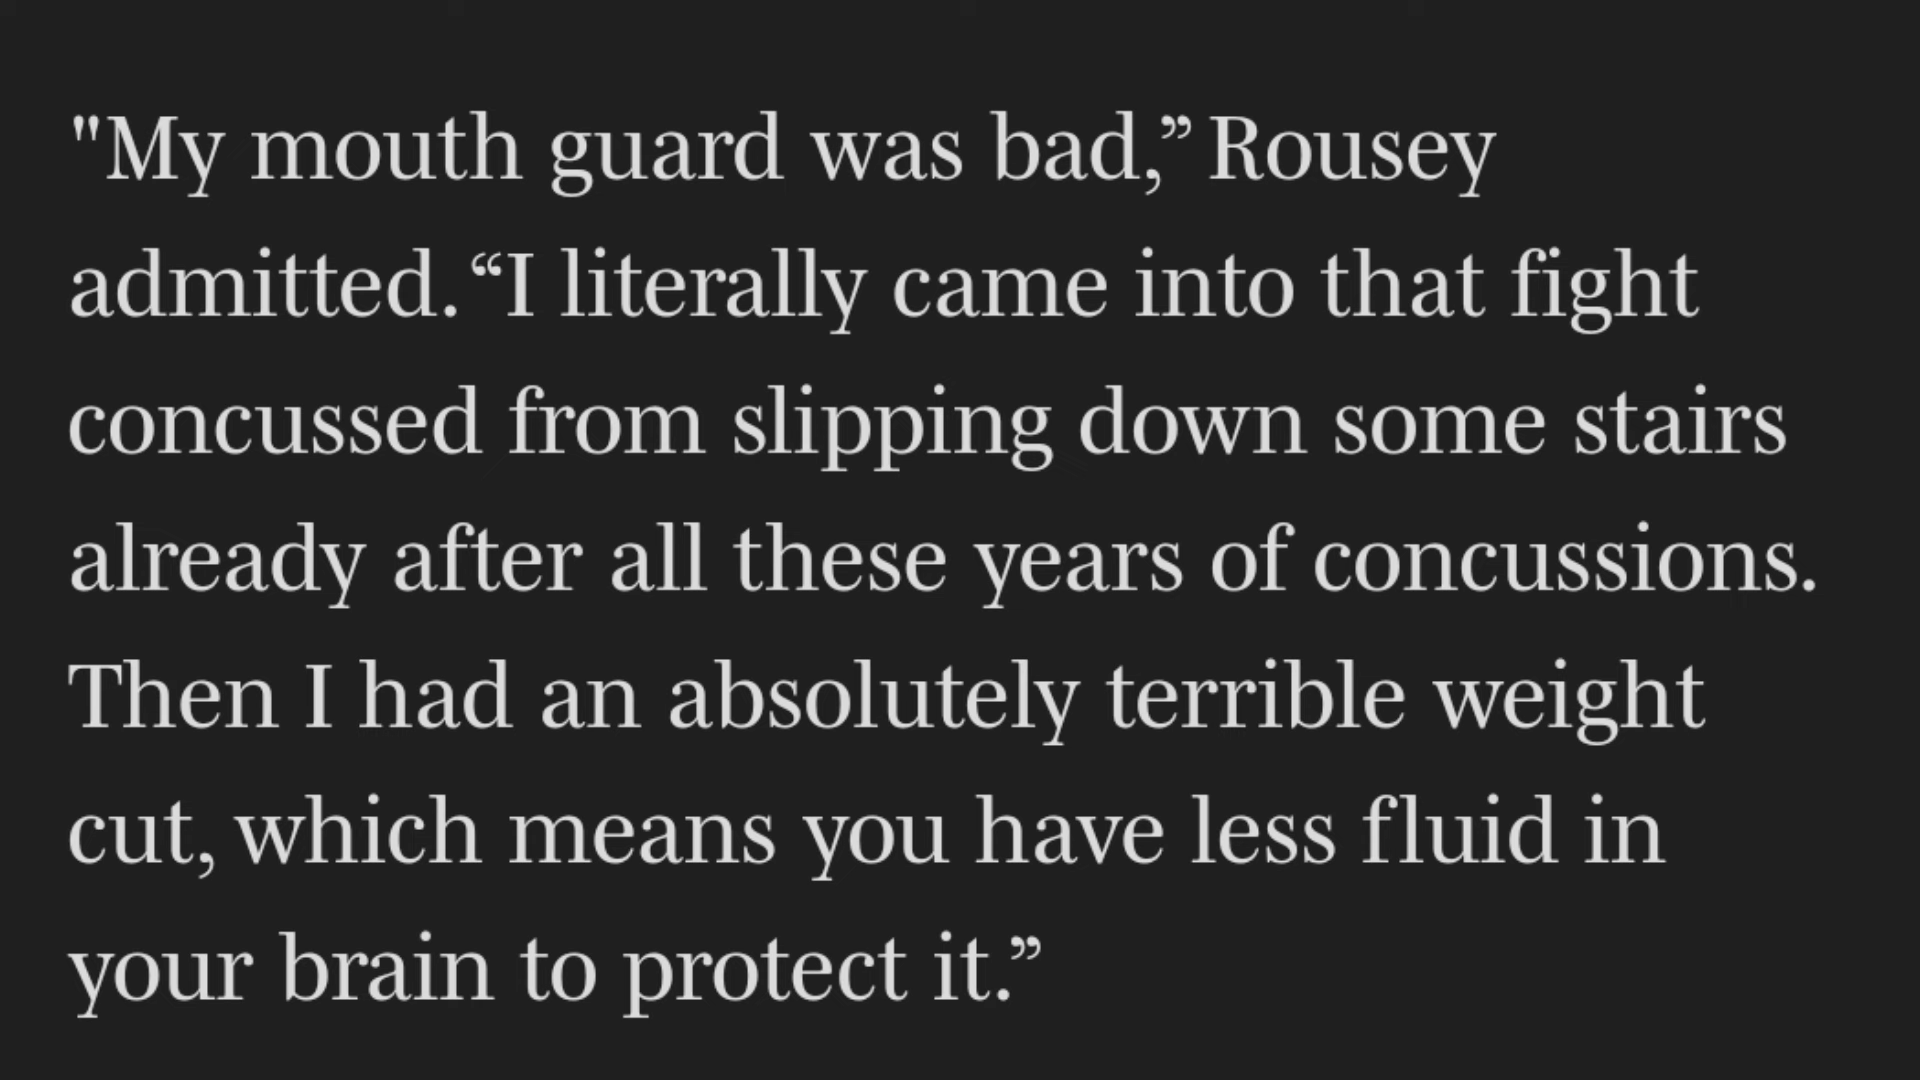 "My mouth guard was bad,” Rousey
admitted. “I literally came into that fight
concussed from slipping down some stairs
already after all these years of concussions.
Then I had an absolutely terrible weight
cut, which means you have less fluid in
your brain to protect it.”